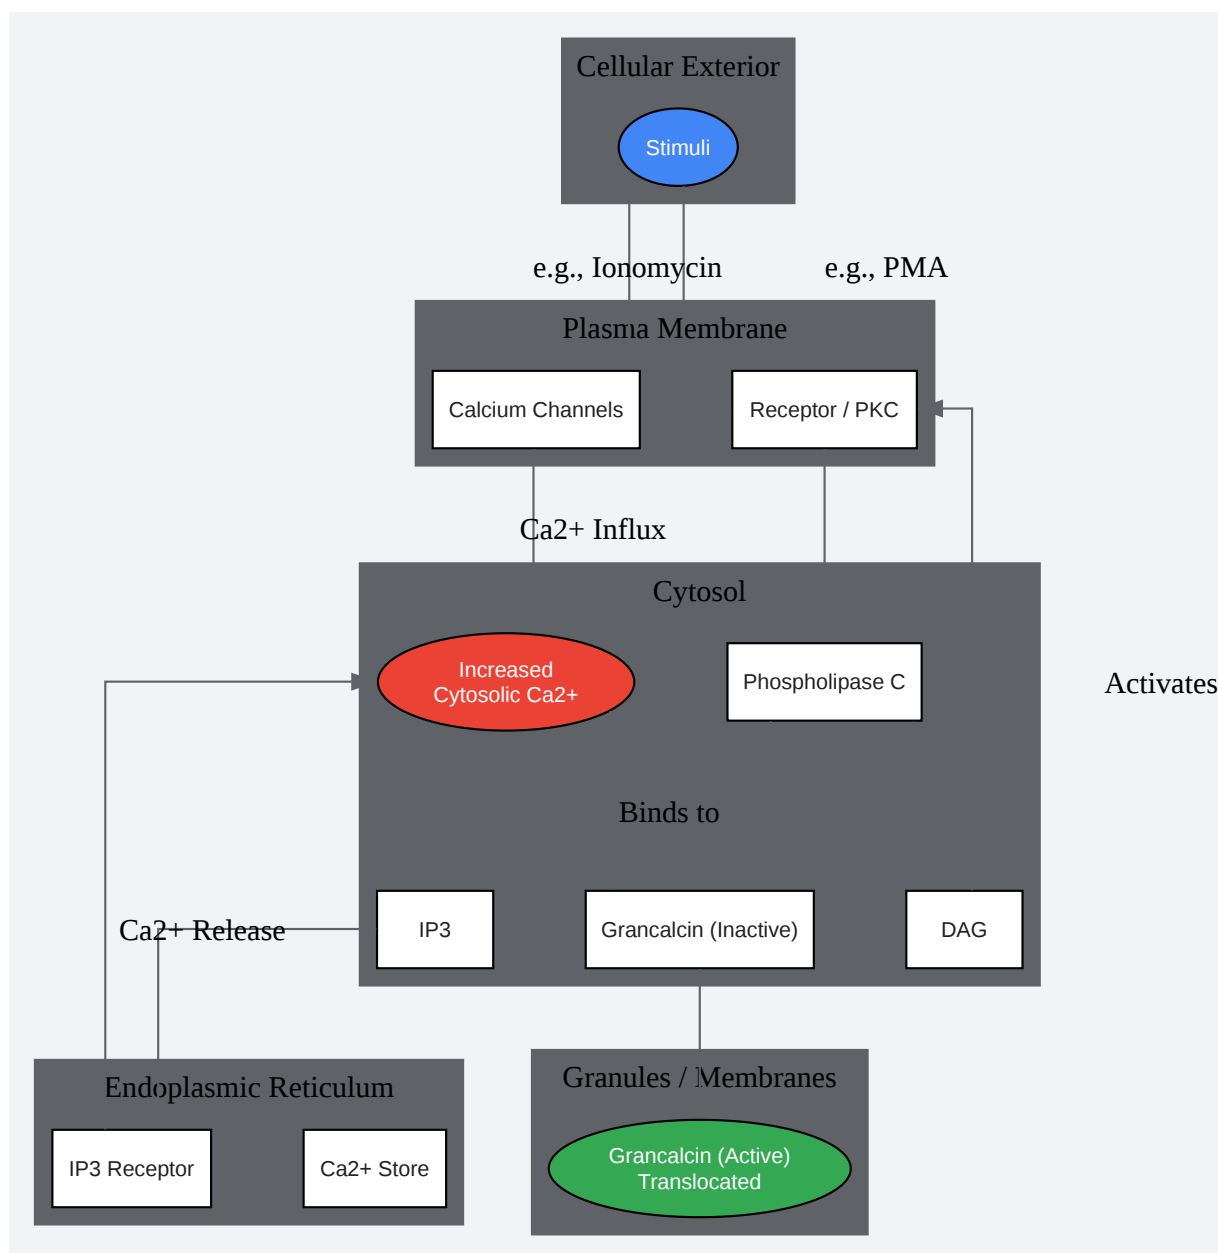 Cellular Exterior
Stimuli
e.g., Ionomycin
e.g., PMA
Plasma Membrane
Calcium Channels
Receptor / PKC
Ca2+ Influx
Cytosol
Increased
Cytosolic Ca2+
Phospholipase C
Activates
Binds to
IP3
Grancalcin (Inactive)
DAG
Ca2+ Release
Endoplasmic Reticulum
IP3 Receptor
Ca2+ Store
Granules / Membranes
Grancalcin (Active)
Translocated